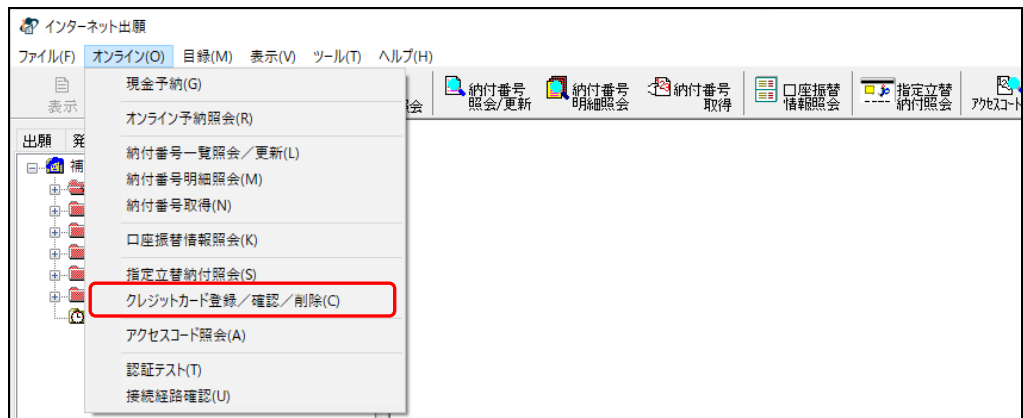 インターネット出願
ファイル(F) オンライン(O) 目録(M) 表示(V) ツール(T) ヘルプ(H)
表示
会
納付番号
照会/更新
納付番号
明細照会
納付番号
取得
口座振替
情報照会
指定立替
納付照会
アクセスコード
出願
補
現金予納(G)
オンライン予納照会(R)
納付番号一覧照会／更新(L)
納付番号明細照会(M)
納付番号取得(N)
口座振替情報照会(K)
指定立替納付照会(S)
クレジットカード登録／確認／削除(C)
アクセスコード照会(A)
認証テスト(T)
接続経路確認(U)